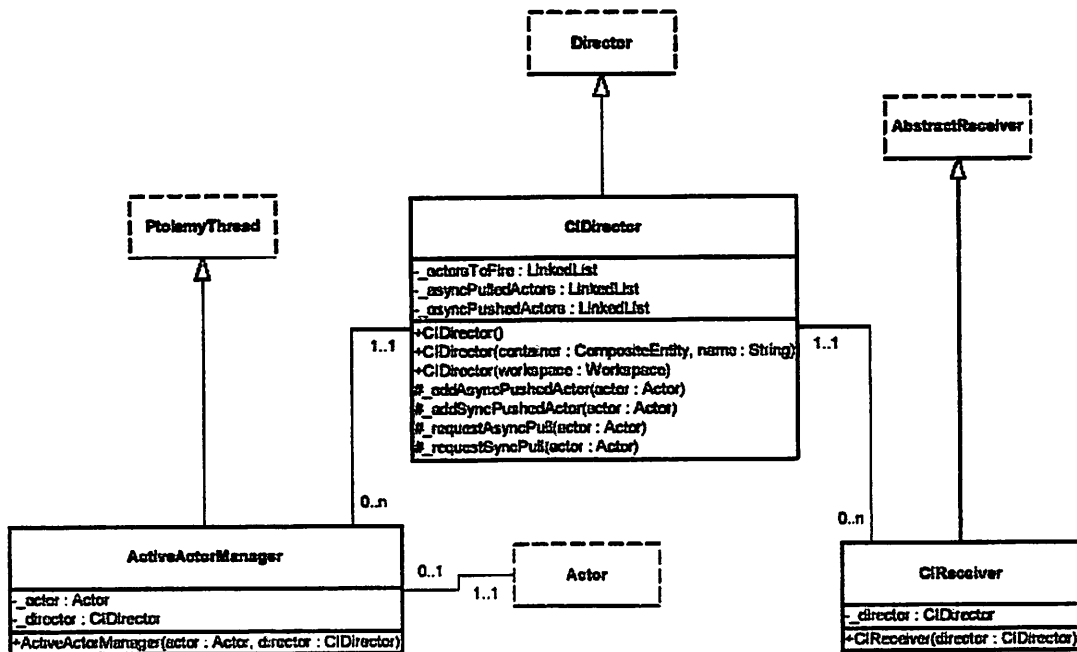 Director
AbstractReceiver
PtolemyThread
CIDirector
-_actorsToFire : LinkedList
-_asyncPulledActors : LinkedList
-_asyncPushedActors : LinkedList
+CIDirector()
+CIDirector(container : CompositeEntity, name : String)
+CIDirector(workspace : Workspace)
#_addAsyncPushedActor(actor : Actor)
#_addSyncPushedActor(actor : Actor)
#_requestAsyncPull(actor : Actor)
#_requestSyncPull(actor : Actor)
1..1
1..1
0..n
0..n
ActiveActorManager
-_actor : Actor
-_director : CIDirector
+ActiveActorManager(actor : Actor, director : CIDirector)
0..1
1..1
Actor
CIReceiver
-_director : CIDirector
+CIReceiver(director : CIDirector)